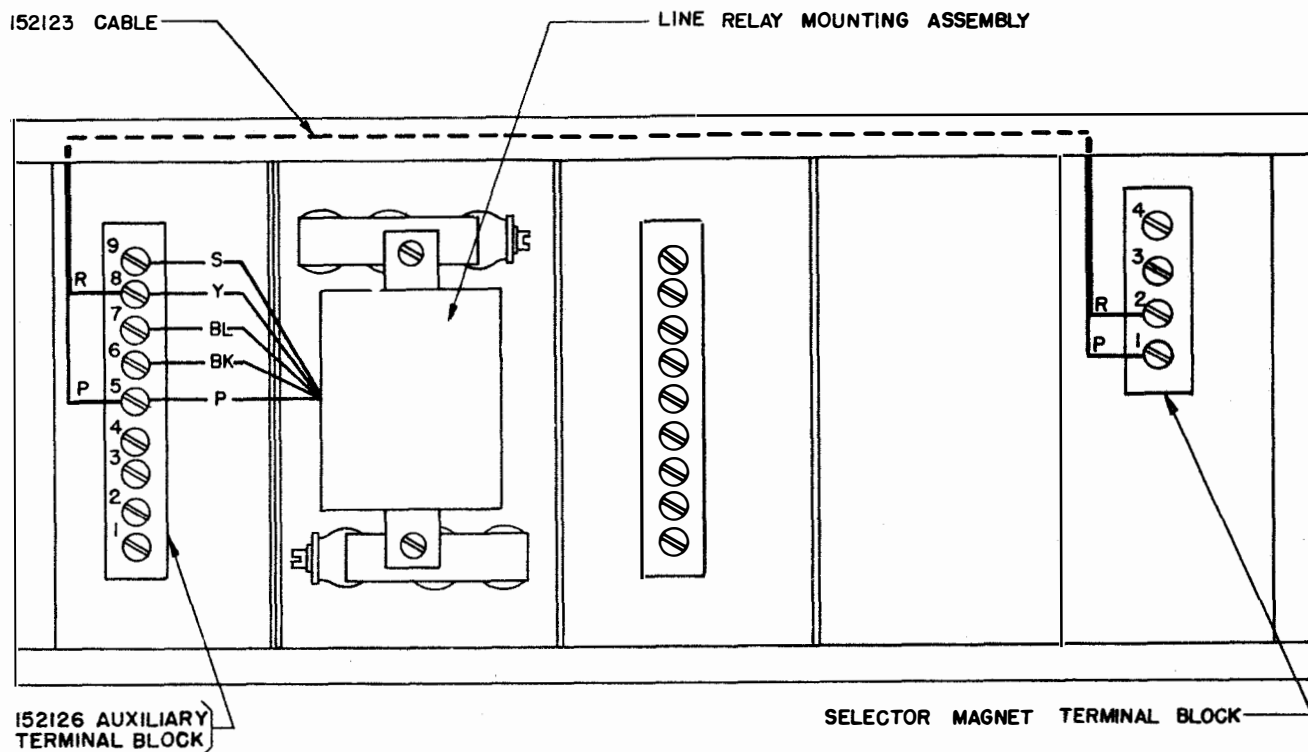 152123 CABLE
LINE RELAY MOUNTING ASSEMBLY
9
S
R
8
Y
7
BL
6
BK
P
5
P
4
3
2
1
4
3
R
2
P
1
152126 AUXILIARY
TERMINAL BLOCK
SELECTOR MAGNET TERMINAL BLOCK